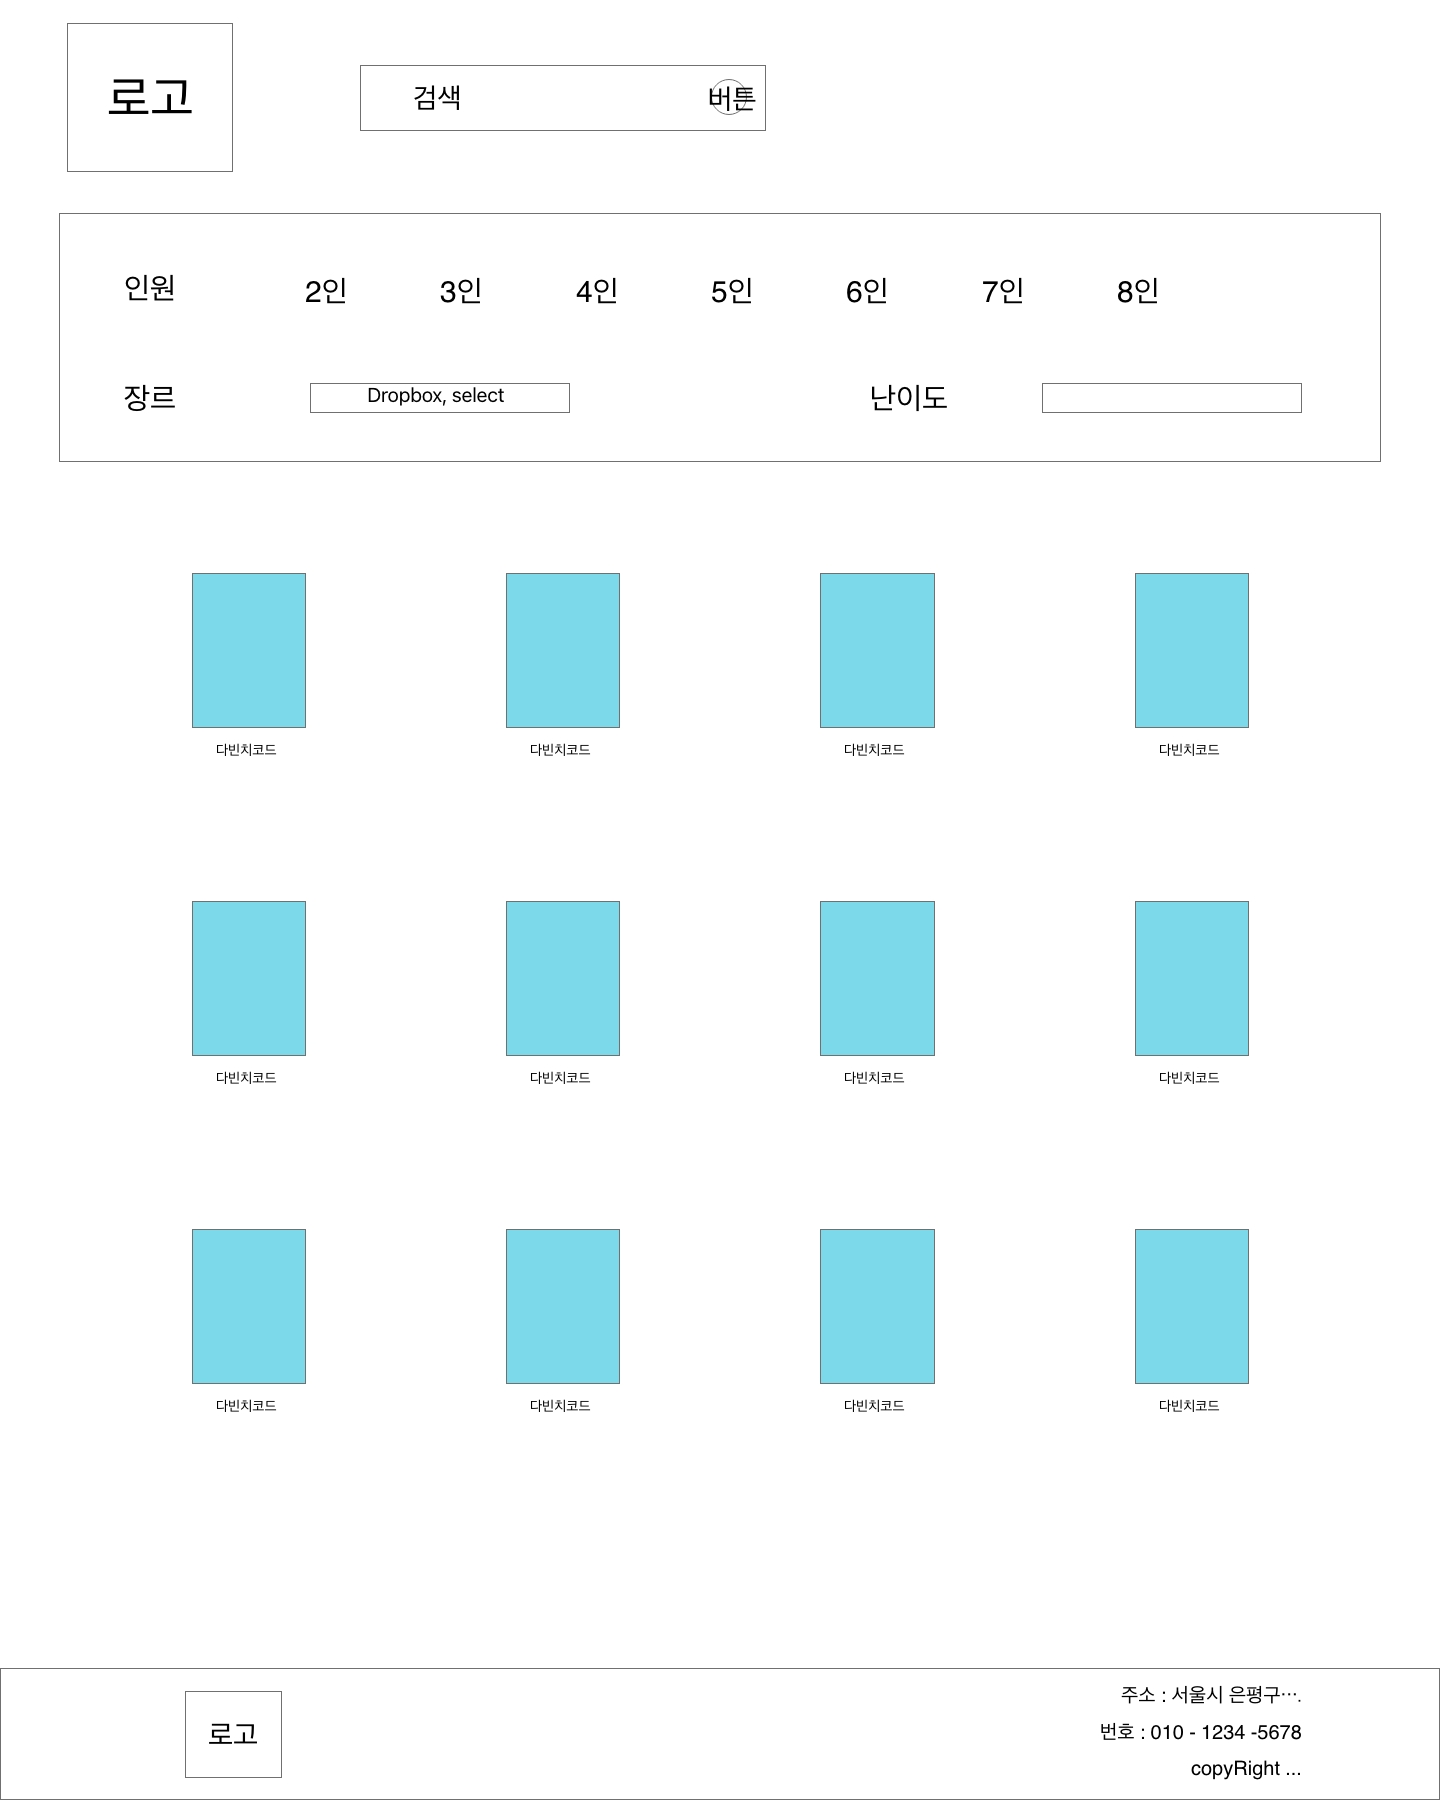 로고
검색 버튼
인원 2인 3인 4인 5인 6인 7인 8인
장르 Dropbox, select 난이도
다빈치코드 다빈치코드 다빈치코드 다빈치코드
다빈치코드 다빈치코드 다빈치코드 다빈치코드
다빈치코드 다빈치코드 다빈치코드 다빈치코드
로고
주소 : 서울시 은평구….
번호 : 010 - 1234 -5678
copyRight ...